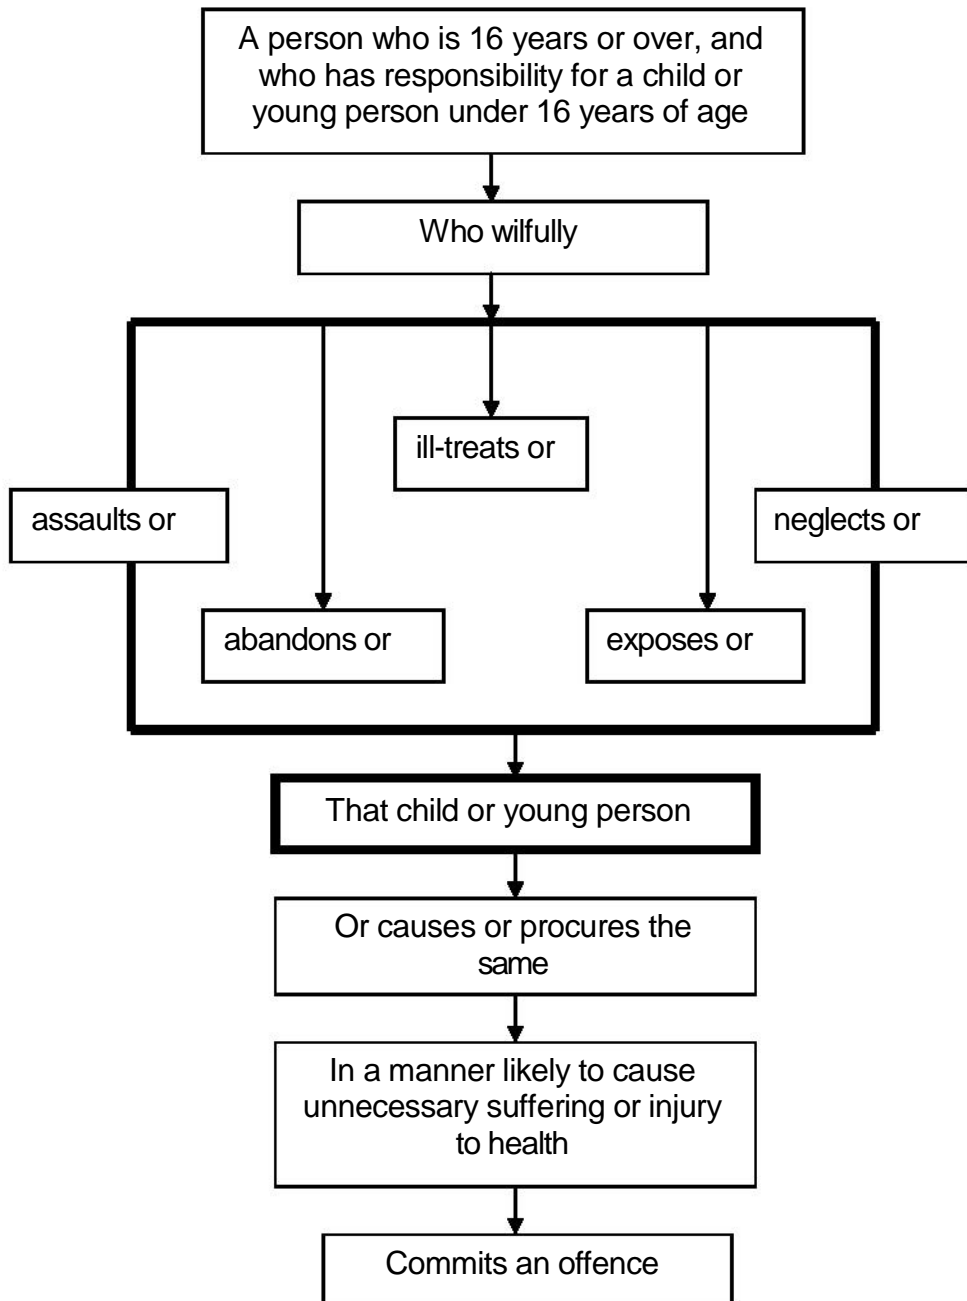 A person who is 16 years or over, and
who has responsibility for a child or
young person under 16 years of age
Who wilfully
ill-treats or
assaults or
neglects or
abandons or
exposes or
That child or young person
Or causes or procures the
same
In a manner likely to cause
unnecessary suffering or injury
to health
Commits an offence